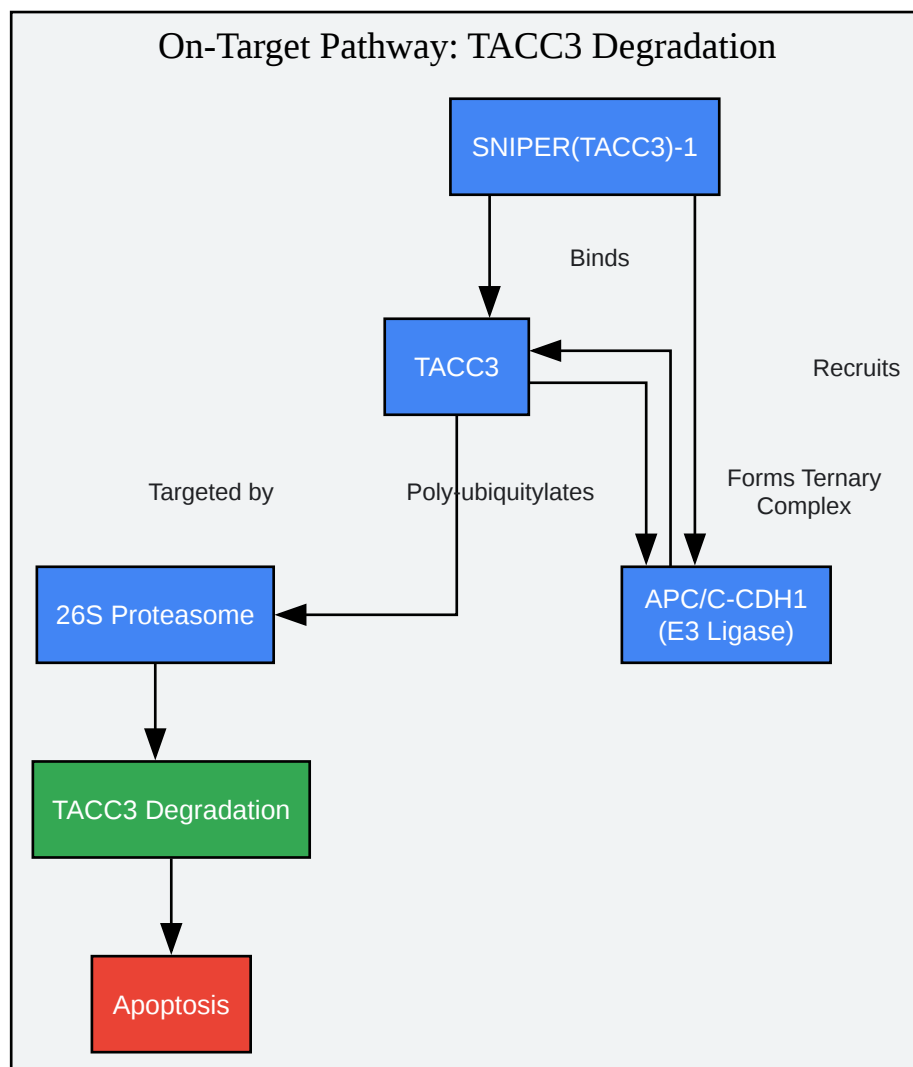 On-Target Pathway: TACC3 Degradation
SNIPER(TACC3)-1
Binds
TACC3
Recruits
Targeted by
Poly-ubiquitylates
Forms Ternary
Complex
26S Proteasome
APC/C-CDH1
(E3 Ligase)
TACC3 Degradation
Apoptosis